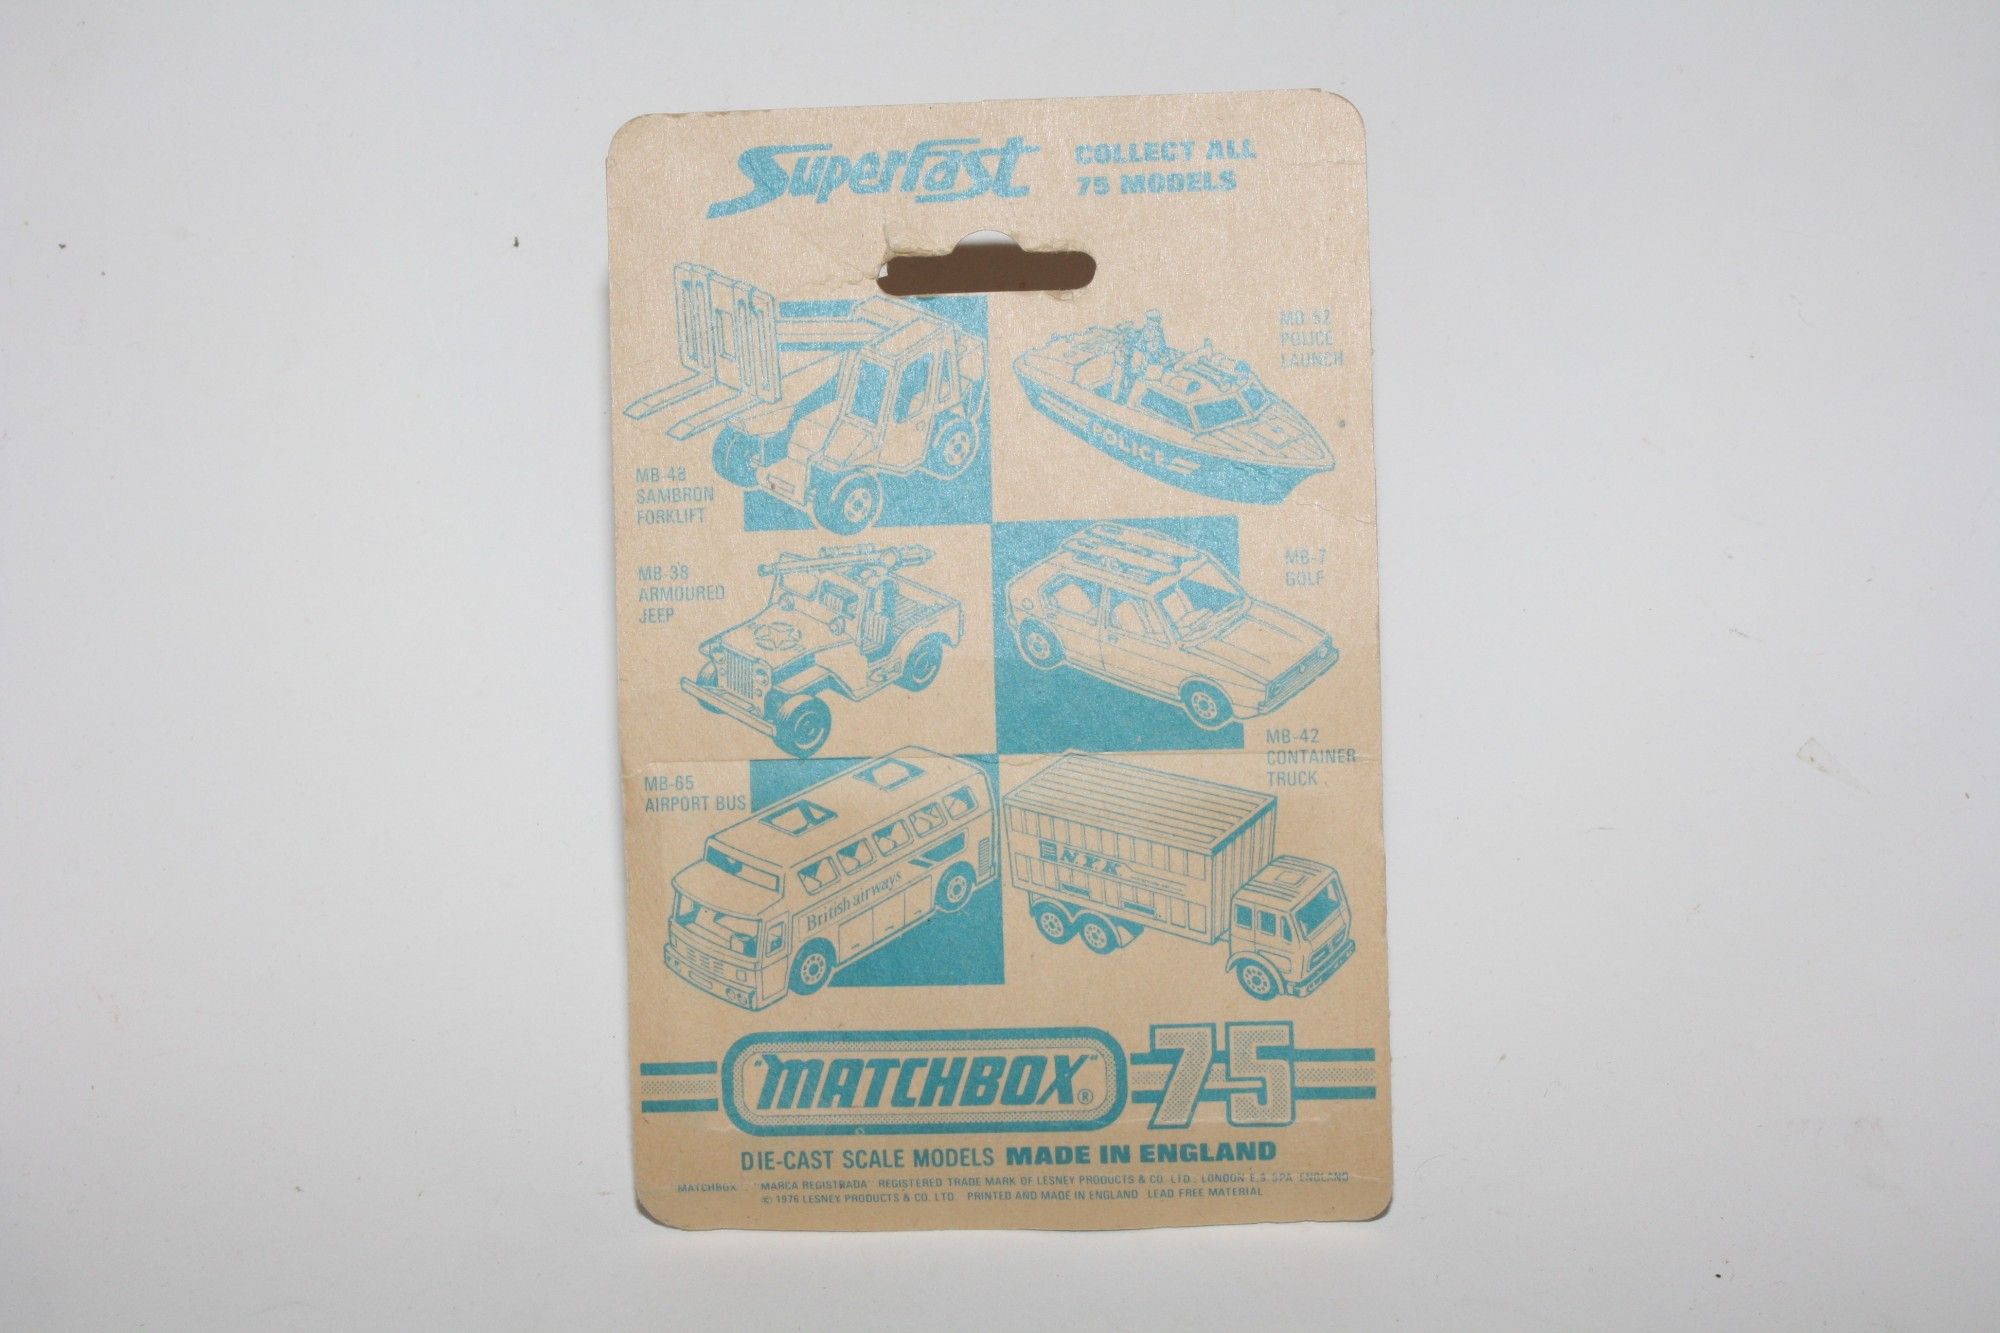 Superfast
COLLECT ALL
75 MODELS
MB-52
POLICE
LAUNCH
POLICE
MB-48
SAMBRON
FORKLIFT
MB-38
ARMOURED
JEEP
MB-7
GOLF
MB-42
CONTAINER
TRUCK
MB-65
AIRPORT BUS
British airways
N.Y.K
"MATCHBOX"® 75
DIE-CAST SCALE MODELS MADE IN ENGLAND
MATCHBOX "MARCA REGISTRADA" REGISTERED TRADE MARK OF LESNEY PRODUCTS & CO. LTD., LONDON E.9. 5PA. ENGLAND
© 1976 LESNEY PRODUCTS & CO. LTD. PRINTED AND MADE IN ENGLAND LEAD FREE MATERIAL